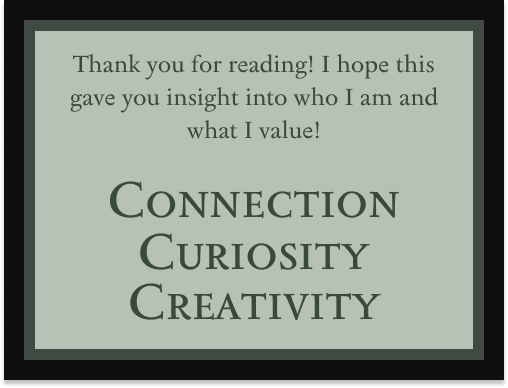 Thank you for reading! I hope this
gave you insight into who I am and
what I value!
Connection
Curiosity
Creativity